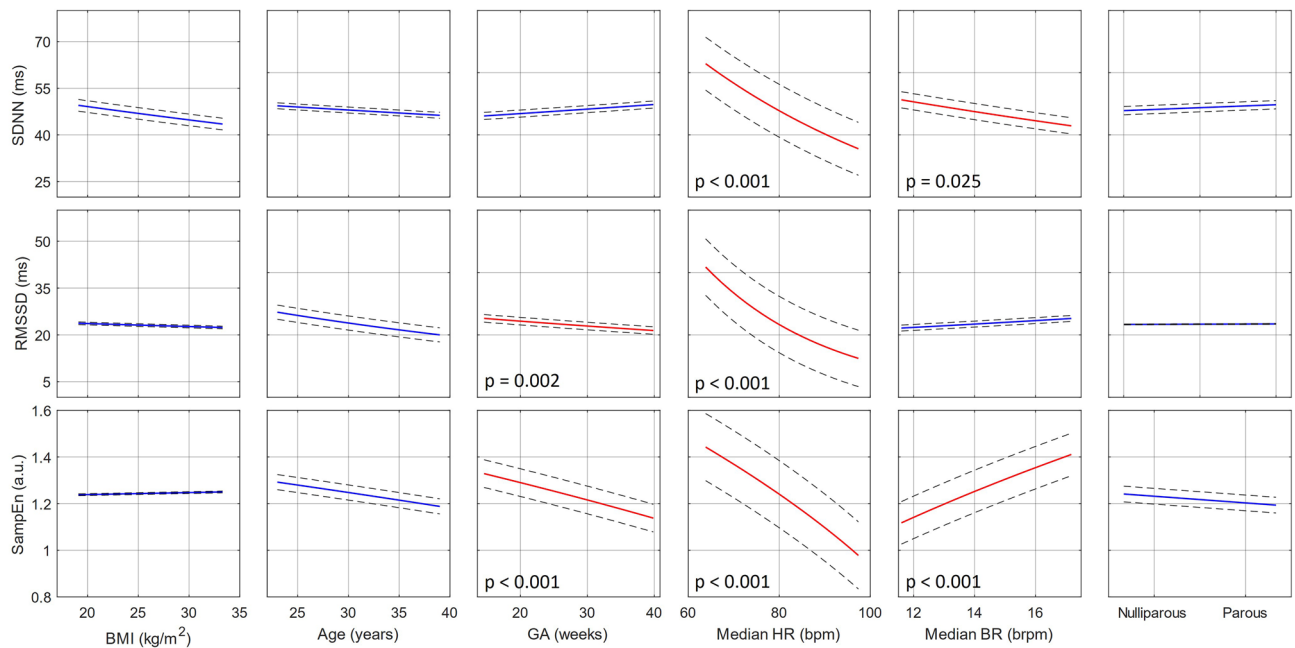 SDNN (ms)
70
55
40
25
p < 0.001
p = 0.025
RMSSD (ms)
50
35
20
5
p = 0.002
p < 0.001
SampEn (a.u.)
1.6
1.4
1.2
1
0.8
p < 0.001
p < 0.001
p < 0.001
20 25 30 35
25 30 35 40
20 30 40
60 80 100
12 14 16
Nulliparous Parous
BMI (kg/m²)
Age (years)
GA (weeks)
Median HR (bpm)
Median BR (brpm)